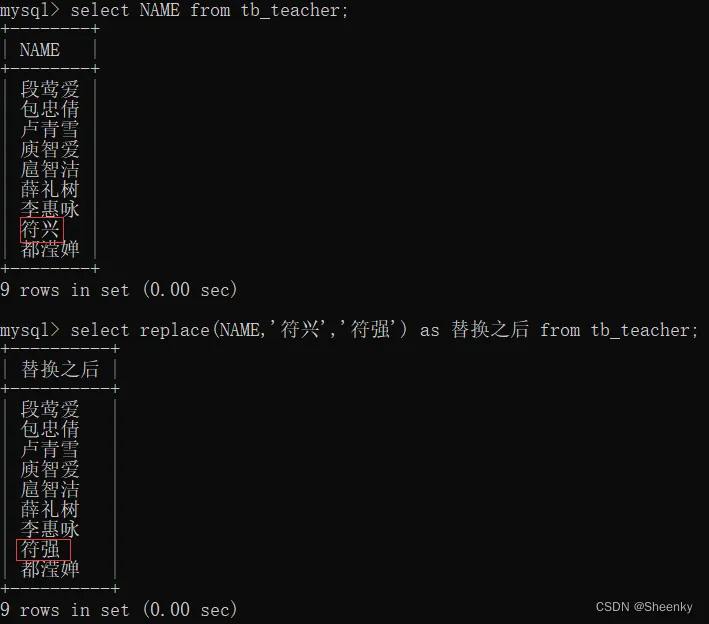 mysql> select NAME from tb_teacher;
+--------+
| NAME   |
+--------+
| 段莺爱 |
| 包忠倩 |
| 卢青雪 |
| 庾智爱 |
| 扈智洁 |
| 薛礼树 |
| 李惠咏 |
| 符兴   |
| 都滢婵 |
+--------+
9 rows in set (0.00 sec)
mysql> select replace(NAME,'符兴','符强') as 替换之后 from tb_teacher;
+----------+
| 替换之后 |
+----------+
| 段莺爱   |
| 包忠倩   |
| 卢青雪   |
| 庾智爱   |
| 扈智洁   |
| 薛礼树   |
| 李惠咏   |
| 符强     |
| 都滢婵   |
+----------+
9 rows in set (0.00 sec)
CSDN @Sheenky